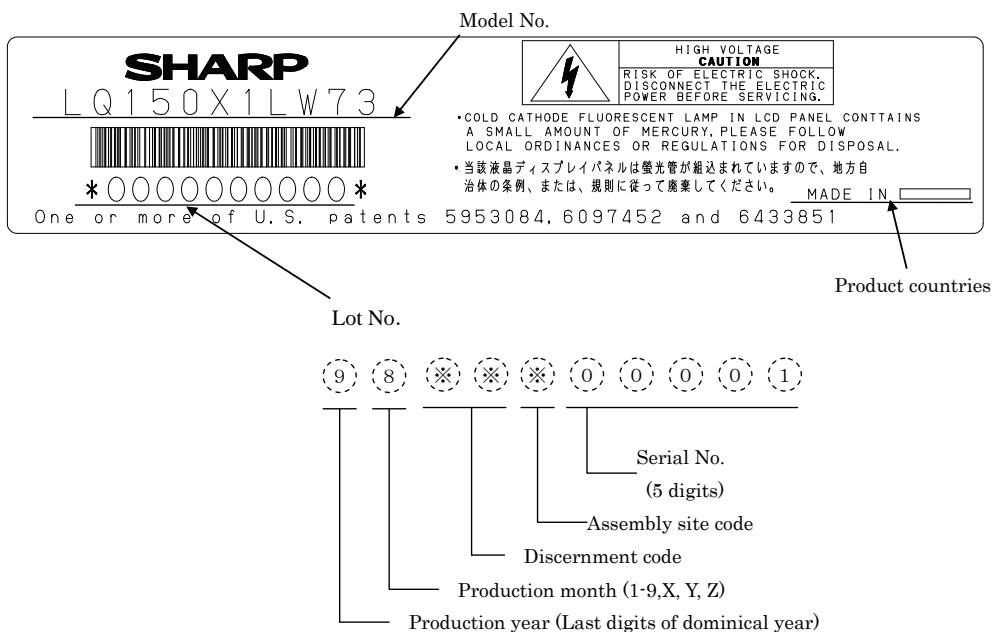 Model No.
SHARP
LQ150X1LW73
*0000000000*
One or more of U.S. patents 5953084,6097452 and 6433851
HIGH VOLTAGE
CAUTION
RISK OF ELECTRIC SHOCK.
DISCONNECT THE ELECTRIC
POWER BEFORE SERVICING.
・COLD CATHODE FLUORESCENT LAMP IN LCD PANEL CONTTAINS
A SMALL AMOUNT OF MERCURY, PLEASE FOLLOW
LOCAL ORDINANCES OR REGULATIONS FOR DISPOSAL.
・当該液晶ディスプレイパネルは螢光管が組込まれていますので、地方自
治体の条例、または、規則に従って廃棄してください。
MADE IN
Product countries
Lot No.
9 8 ※ ※ ※ 0 0 0 0 1
Serial No.
(5 digits)
Assembly site code
Discernment code
Production month (1-9,X, Y, Z)
Production year (Last digits of dominical year)